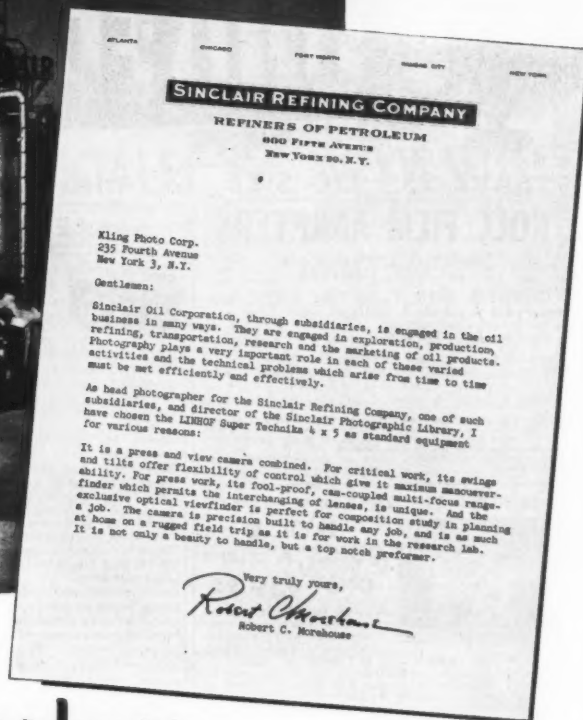 ATLANTA CHICAGO FORT WORTH KANSAS CITY NEW YORK
SINCLAIR REFINING COMPANY
REFINERS OF PETROLEUM
600 FIFTH AVENUE
NEW YORK 20, N.Y.
Kling Photo Corp.
235 Fourth Avenue
New York 3, N.Y.
Gentlemen:
Sinclair Oil Corporation, through subsidiaries, is engaged in the oil
business in many ways. They are engaged in exploration, production,
refining, transportation, research and the marketing of oil products.
Photography plays a very important role in each of these varied
activities and the technical problems which arise from time to time
must be met efficiently and effectively.
As head photographer for the Sinclair Refining Company, one of such
subsidiaries, and director of the Sinclair Photographic Library, I
have chosen the LINHOF Super Technika 4 x 5 as standard equipment
for various reasons:
It is a press and view camera combined. For critical work, its swings
and tilts offer flexibility of control which give it maximum manouver-
ability. For press work, its fool-proof, cam-coupled multi-focus range-
finder which permits the interchanging of lenses, is unique. And the
exclusive optical viewfinder is perfect for composition study in planning
a job. The camera is precision built to handle any job, and is as much
at home on a rugged field trip as it is for work in the research lab.
It is not only a beauty to handle, but a top notch preformer.
Very truly yours,
Robert C Morehouse
Robert C. Morehouse